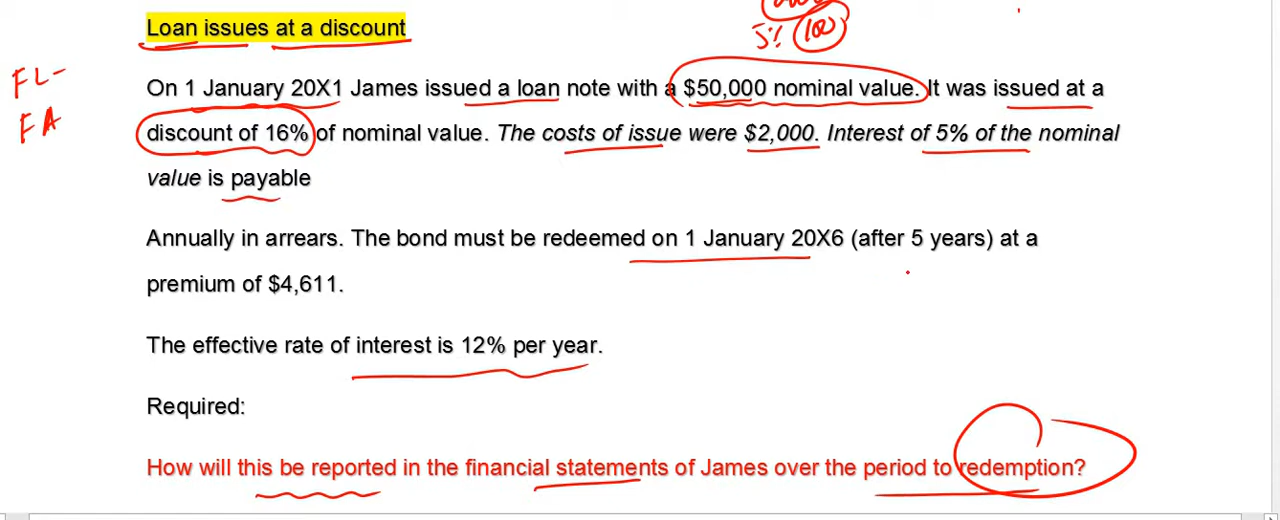 5% 100
Loan issues at a discount
FL-
On 1 January 20X1 James issued a loan note with a $50,000 nominal value. It was issued at a
FA
discount of 16% of nominal value. The costs of issue were $2,000. Interest of 5% of the nominal
value is payable
Annually in arrears. The bond must be redeemed on 1 January 20X6 (after 5 years) at a
premium of $4,611.
The effective rate of interest is 12% per year.
Required:
How will this be reported in the financial statements of James over the period to redemption?